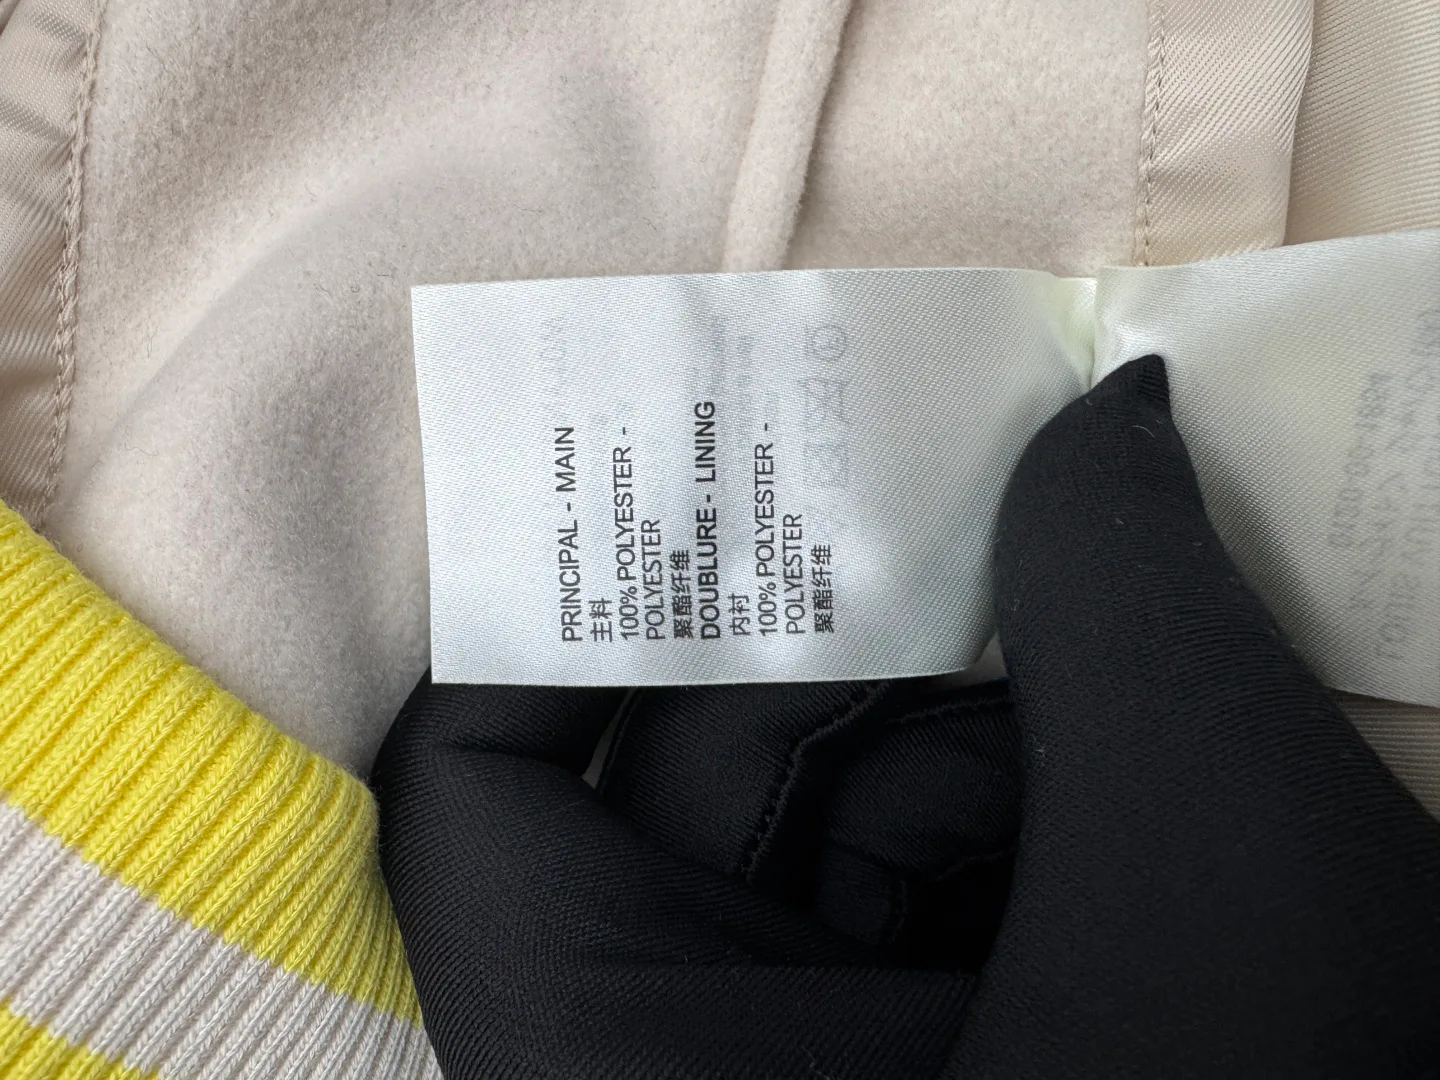 PRINCIPAL - MAIN
主料
100% POLYESTER -
POLYESTER
聚酯纤维
DOUBLURE - LINING
内衬
100% POLYESTER -
POLYESTER
聚酯纤维